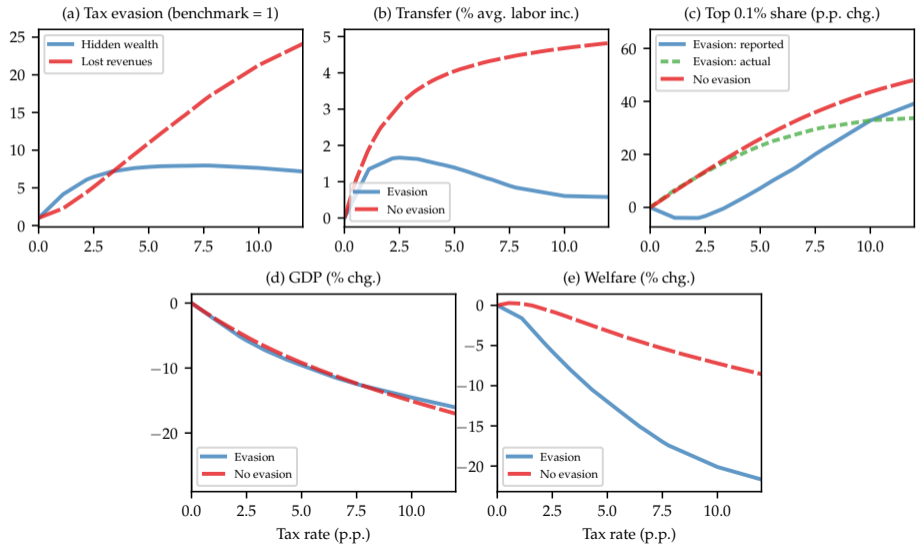 (a) Tax evasion (benchmark = 1)
25
20
15
10
5
0
0.0 2.5 5.0 7.5 10.0
Hidden wealth
Lost revenues
(b) Transfer (% avg. labor inc.)
5
4
3
2
1
0
0.0 2.5 5.0 7.5 10.0
Evasion
No evasion
(c) Top 0.1% share (p.p. chg.)
60
40
20
0
0.0 2.5 5.0 7.5 10.0
Evasion: reported
Evasion: actual
No evasion
(d) GDP (% chg.)
0
−10
−20
0.0 2.5 5.0 7.5 10.0
Evasion
No evasion
Tax rate (p.p.)
(e) Welfare (% chg.)
0
−5
−10
−15
−20
0.0 2.5 5.0 7.5 10.0
Evasion
No evasion
Tax rate (p.p.)